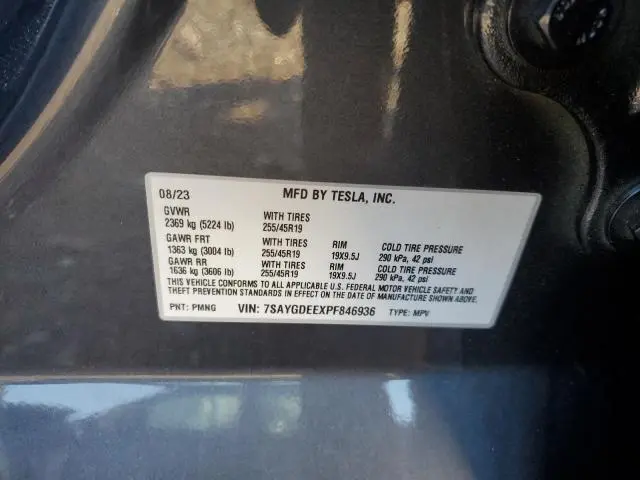 08/23 MFD BY TESLA, INC.
GVWR WITH TIRES
2369 kg (5224 lb) 255/45R19
GAWR FRT WITH TIRES RIM COLD TIRE PRESSURE
1363 kg (3004 lb) 255/45R19 19X9.5J 290 kPa, 42 psi
GAWR RR WITH TIRES RIM COLD TIRE PRESSURE
1636 kg (3606 lb) 255/45R19 19X9.5J 290 kPa, 42 psi
THIS VEHICLE CONFORMS TO ALL APPLICABLE U.S. FEDERAL MOTOR VEHICLE SAFETY AND
THEFT PREVENTION STANDARDS IN EFFECT ON THE DATE OF MANUFACTURE SHOWN ABOVE.
PNT: PMNG VIN: 7SAYGDEEXPF846936 TYPE: MPV